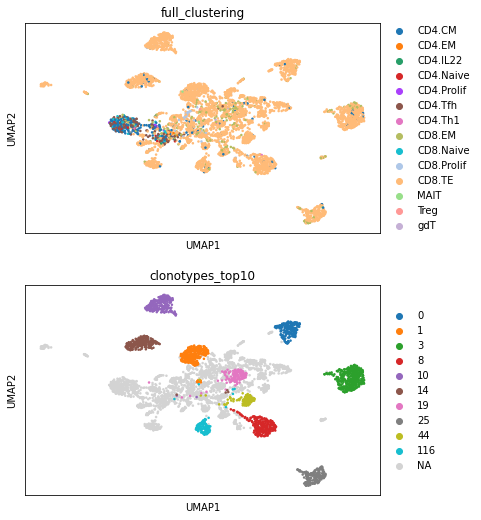 full_clustering
UMAP2
UMAP1
CD4.CM
CD4.EM
CD4.IL22
CD4.Naive
CD4.Prolif
CD4.Tfh
CD4.Th1
CD8.EM
CD8.Naive
CD8.Prolif
CD8.TE
MAIT
Treg
gdT
clonotypes_top10
UMAP2
UMAP1
0
1
3
8
10
14
19
25
44
116
NA